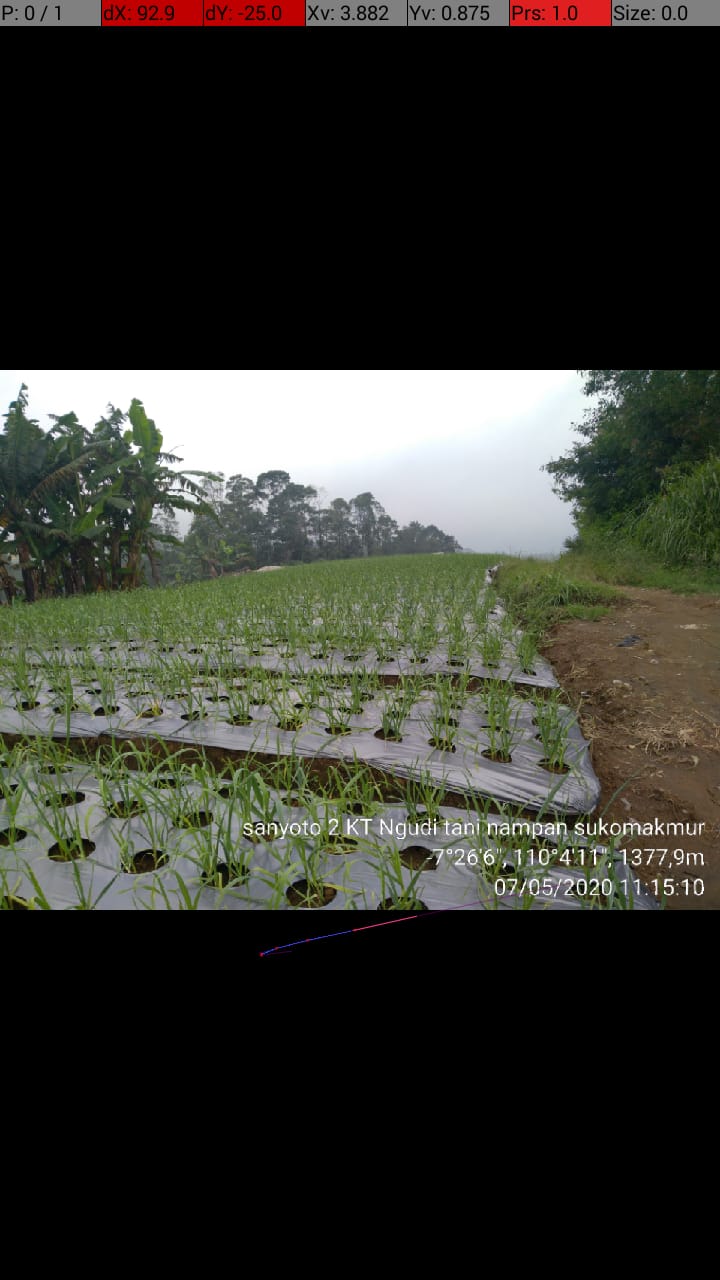 P: 0 / 1 dX: 92.9 dY: -25.0 Xv: 3.882 Yv: 0.875 Prs: 1.0 Size: 0.0
sanyoto 2 KT Ngudi tani nampan sukomakmur
-7°26'6", 110°4'11", 1377,9m
07/05/2020 11:15:10